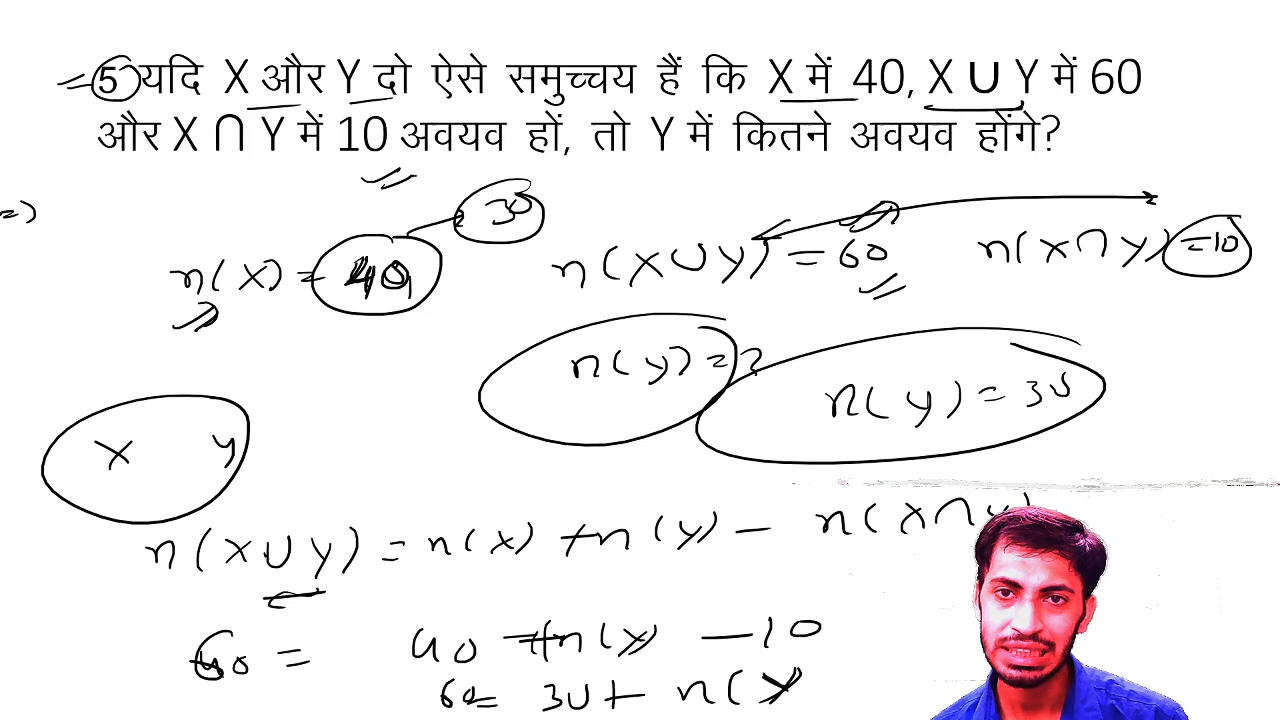 5 यदि X और Y दो ऐसे समुच्चय हैं कि X में 40, X ∪ Y में 60
और X ∩ Y में 10 अवयव हों, तो Y में कितने अवयव होंगे?
=)
30
n(X) = 40 n(X∪Y) = 60 n(X∩Y) = 10
n(y) = ?
n(y) = 30
X y
n(X∪Y) = n(X) + n(y) - n(X∩y)
60 = 40 + n(y) - 10
60 = 30 + n(y